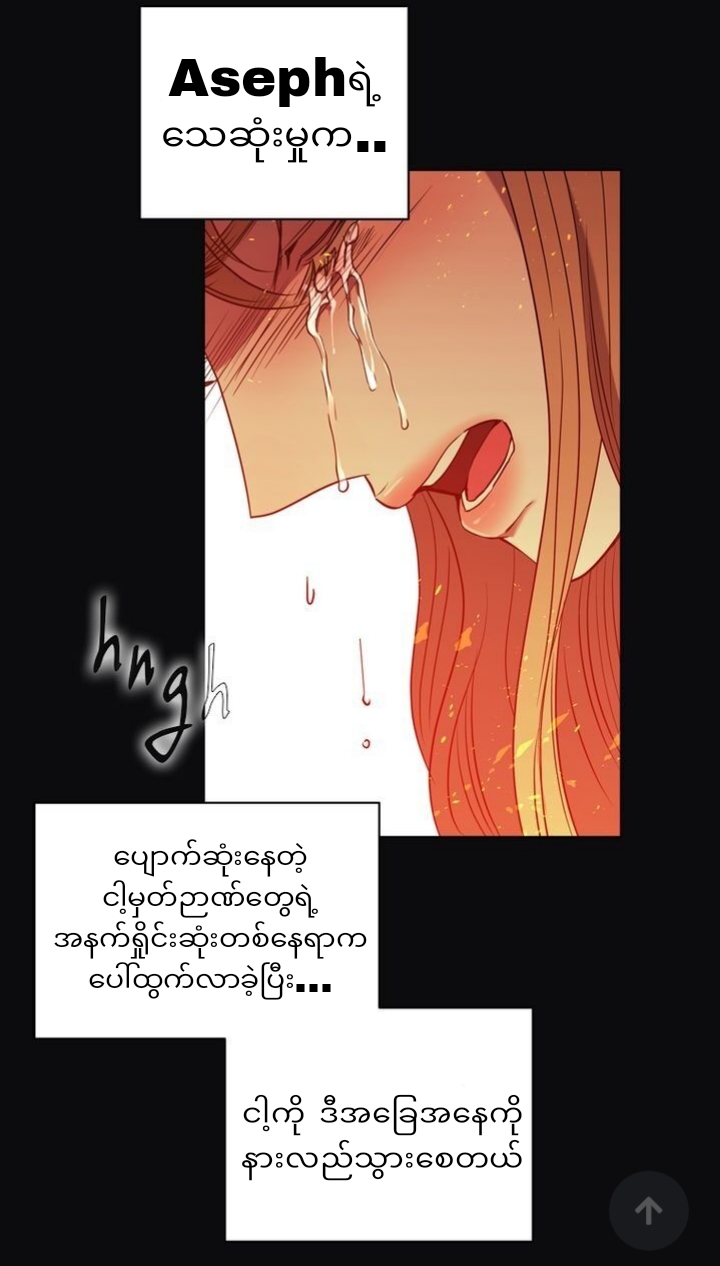 Asephရဲ့
သေဆုံးမှုက..
hngh
ပျောက်ဆုံးနေတဲ့
ငါ့မှတ်ဉာဏ်တွေရဲ့
အနက်ရှိုင်းဆုံးတစ်နေရာက
ပေါ်ထွက်လာခဲ့ပြီး...
ငါ့ကို ဒီအခြေအနေကို
နားလည်သွားစေတယ်